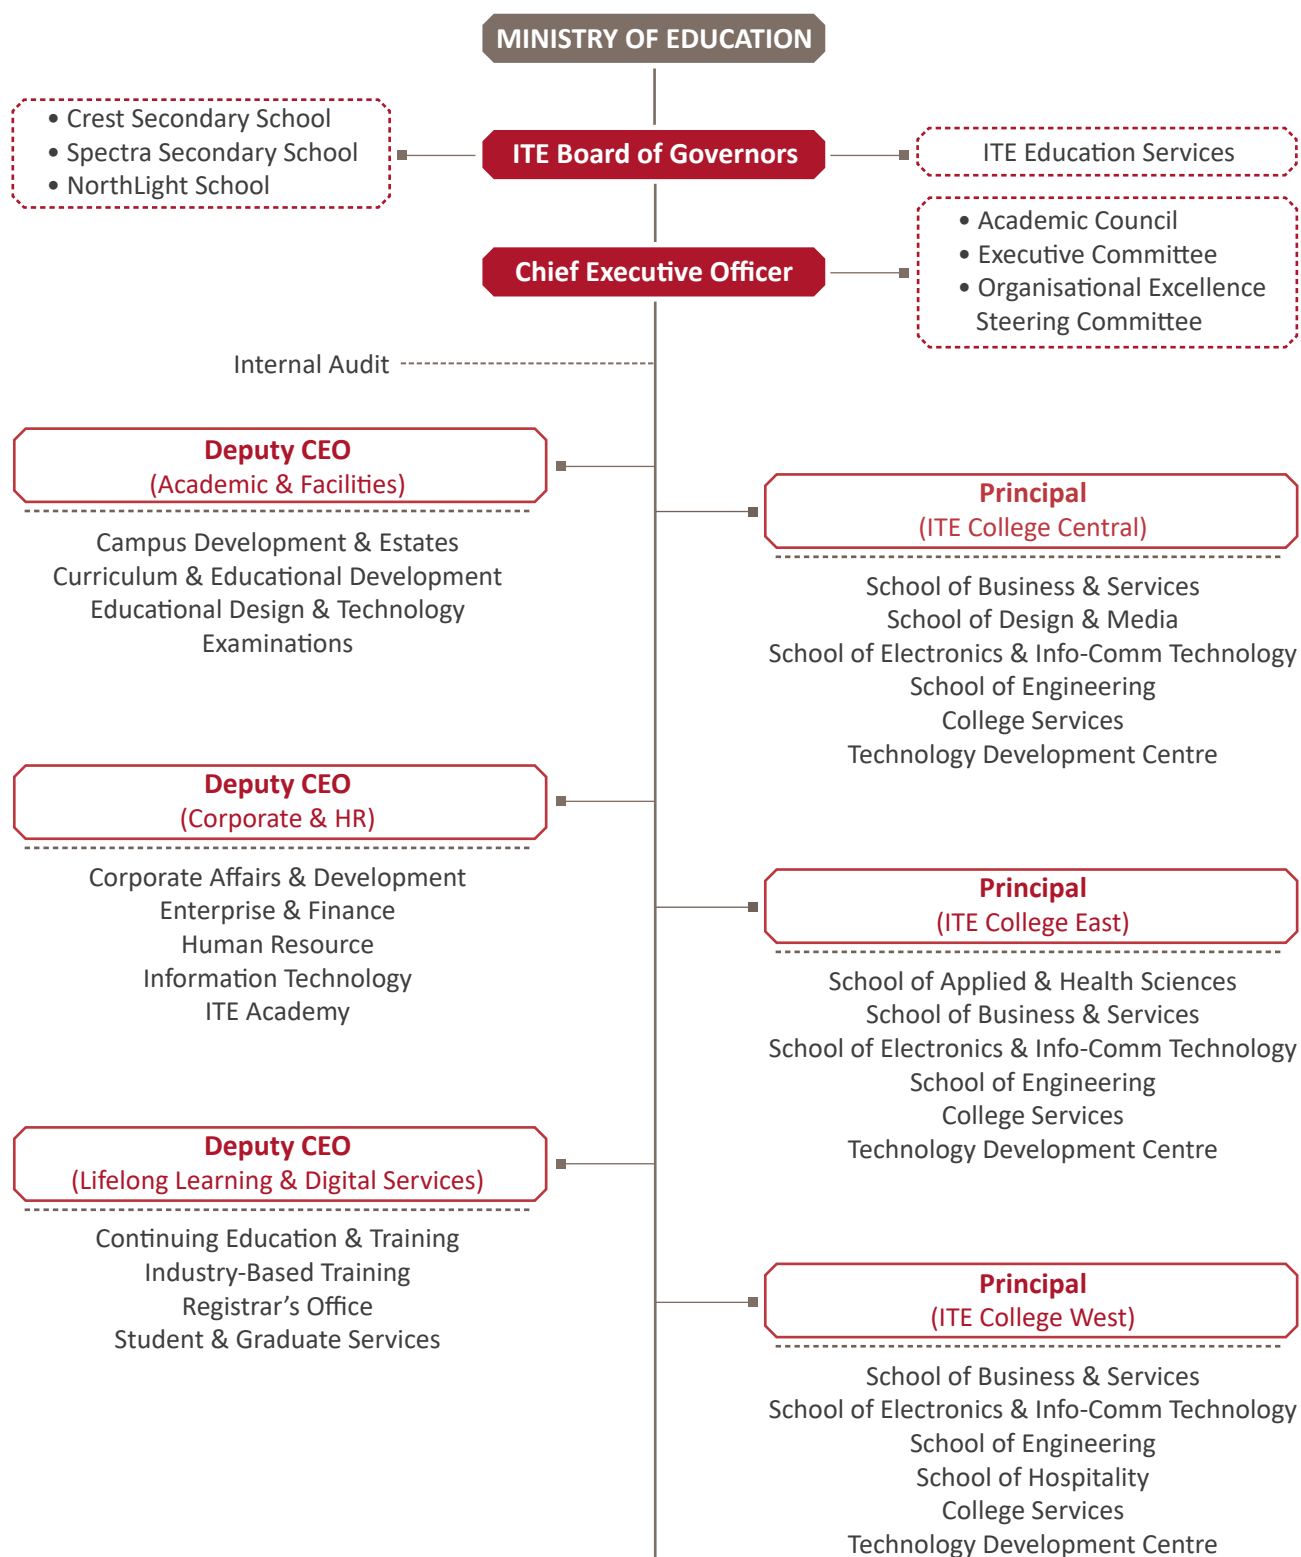 MINISTRY OF EDUCATION
• Crest Secondary School
• Spectra Secondary School
• NorthLight School
ITE Board of Governors
ITE Education Services
Chief Executive Officer
• Academic Council
• Executive Committee
• Organisational Excellence
Steering Committee
Internal Audit
Deputy CEO
(Academic & Facilities)
Campus Development & Estates
Curriculum & Educational Development
Educational Design & Technology
Examinations
Principal
(ITE College Central)
School of Business & Services
School of Design & Media
School of Electronics & Info-Comm Technology
School of Engineering
College Services
Technology Development Centre
Deputy CEO
(Corporate & HR)
Corporate Affairs & Development
Enterprise & Finance
Human Resource
Information Technology
ITE Academy
Principal
(ITE College East)
School of Applied & Health Sciences
School of Business & Services
School of Electronics & Info-Comm Technology
School of Engineering
College Services
Technology Development Centre
Deputy CEO
(Lifelong Learning & Digital Services)
Continuing Education & Training
Industry-Based Training
Registrar’s Office
Student & Graduate Services
Principal
(ITE College West)
School of Business & Services
School of Electronics & Info-Comm Technology
School of Engineering
School of Hospitality
College Services
Technology Development Centre